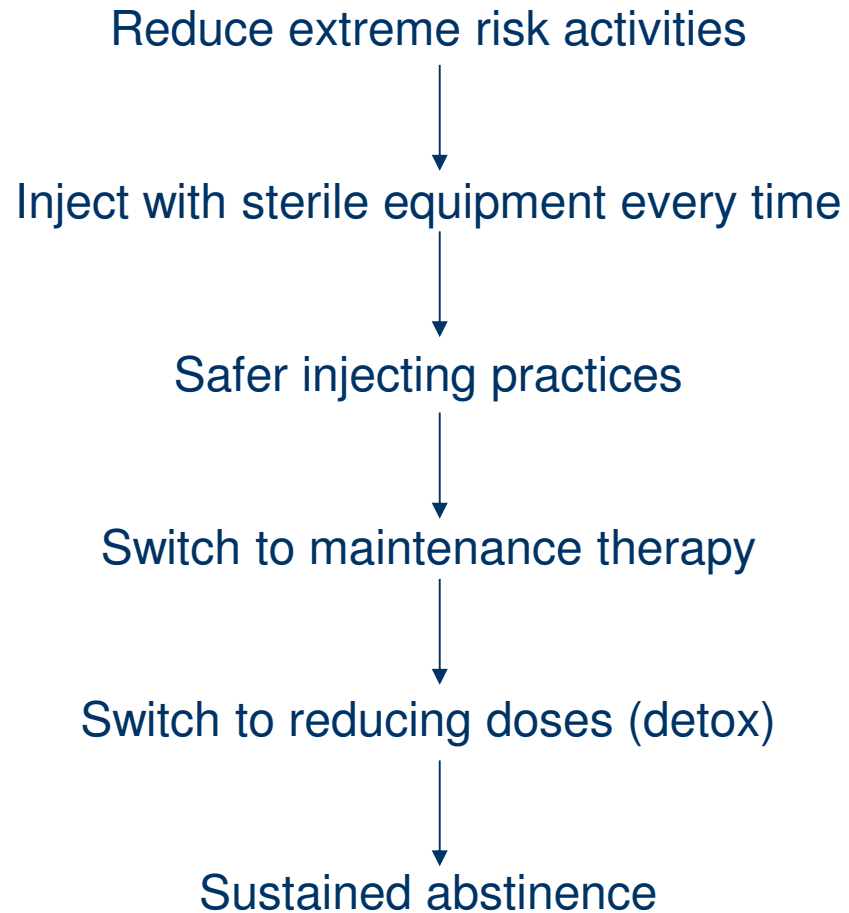 Reduce extreme risk activities
Inject with sterile equipment every time
Safer injecting practices
Switch to maintenance therapy
Switch to reducing doses (detox)
Sustained abstinence